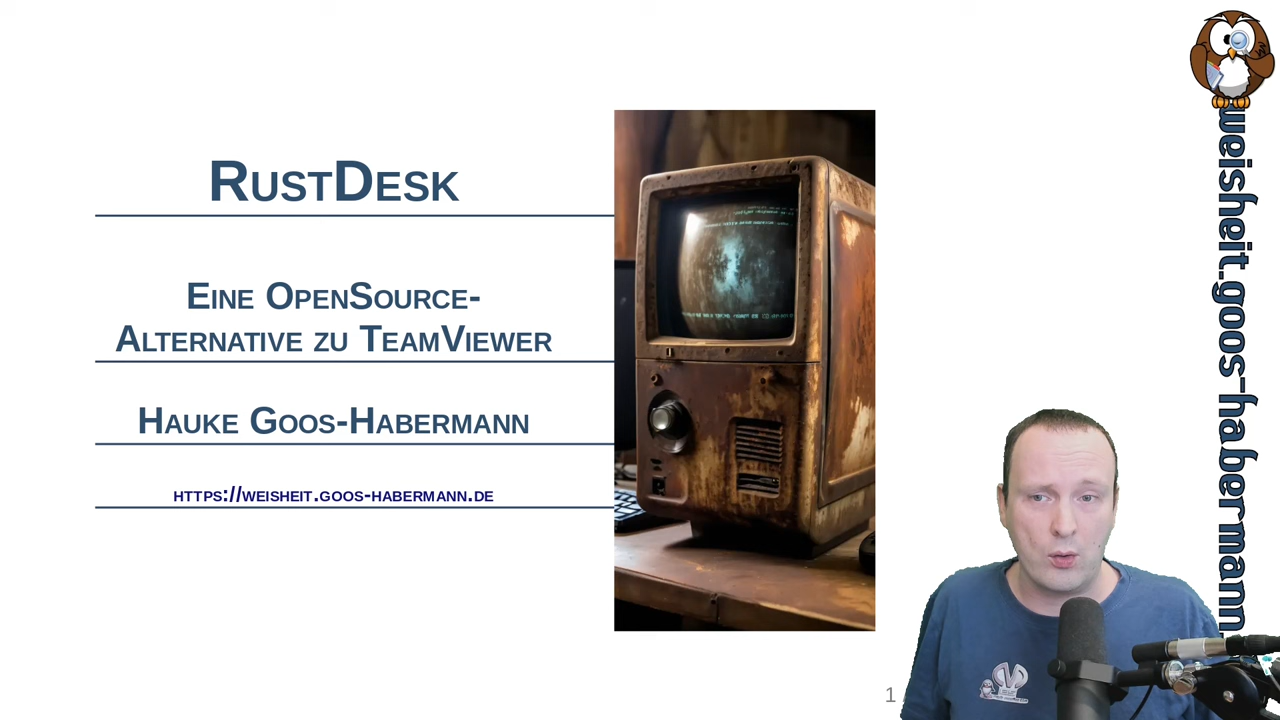 RustDesk
Eine OpenSource-
Alternative zu TeamViewer
Hauke Goos-Habermann
https://weisheit.goos-habermann.de
weisheit.goos-habermann
1